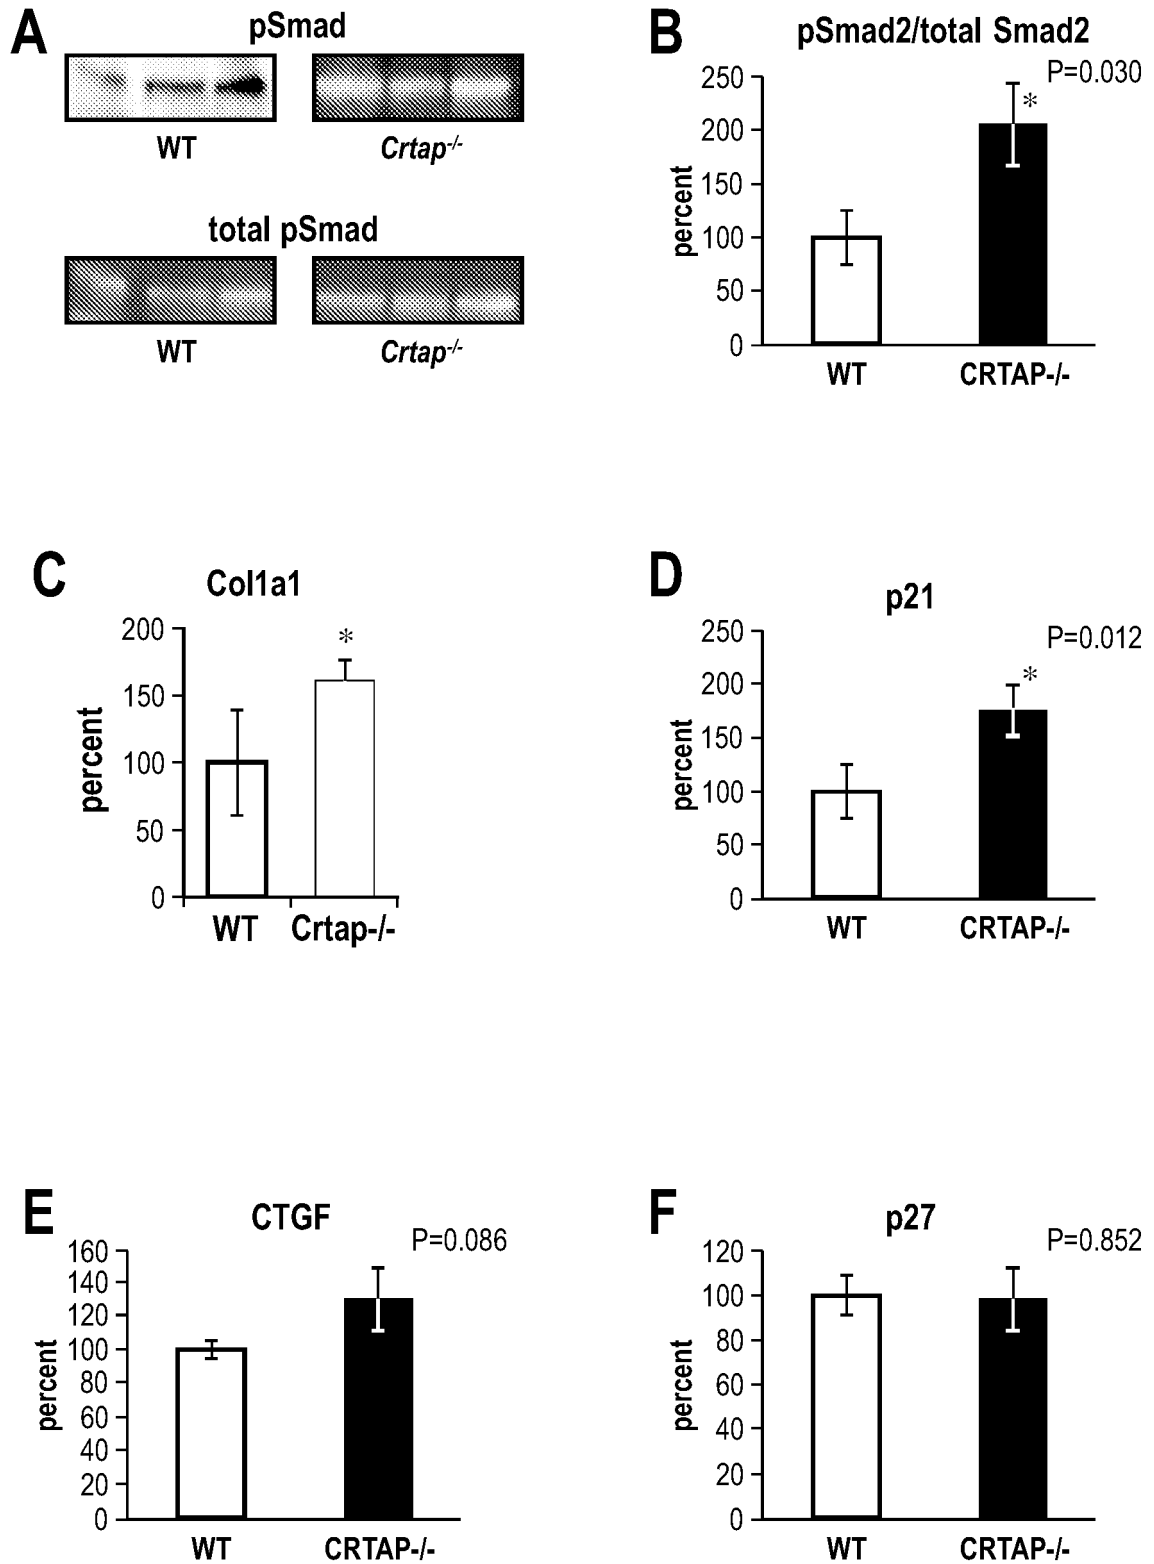 A
pSmad
WT
Crtap-/-
total pSmad
WT
Crtap-/-
B
pSmad2/total Smad2
P=0.030
*
250
200
150
100
50
0
percent
WT
CRTAP-/-
C
Col1a1
*
200
150
100
50
0
percent
WT
Crtap-/-
D
p21
P=0.012
*
250
200
150
100
50
0
percent
WT
CRTAP-/-
E
CTGF
P=0.086
160
140
120
100
80
60
40
20
0
percent
WT
CRTAP-/-
F
p27
P=0.852
120
100
80
60
40
20
0
percent
WT
CRTAP-/-